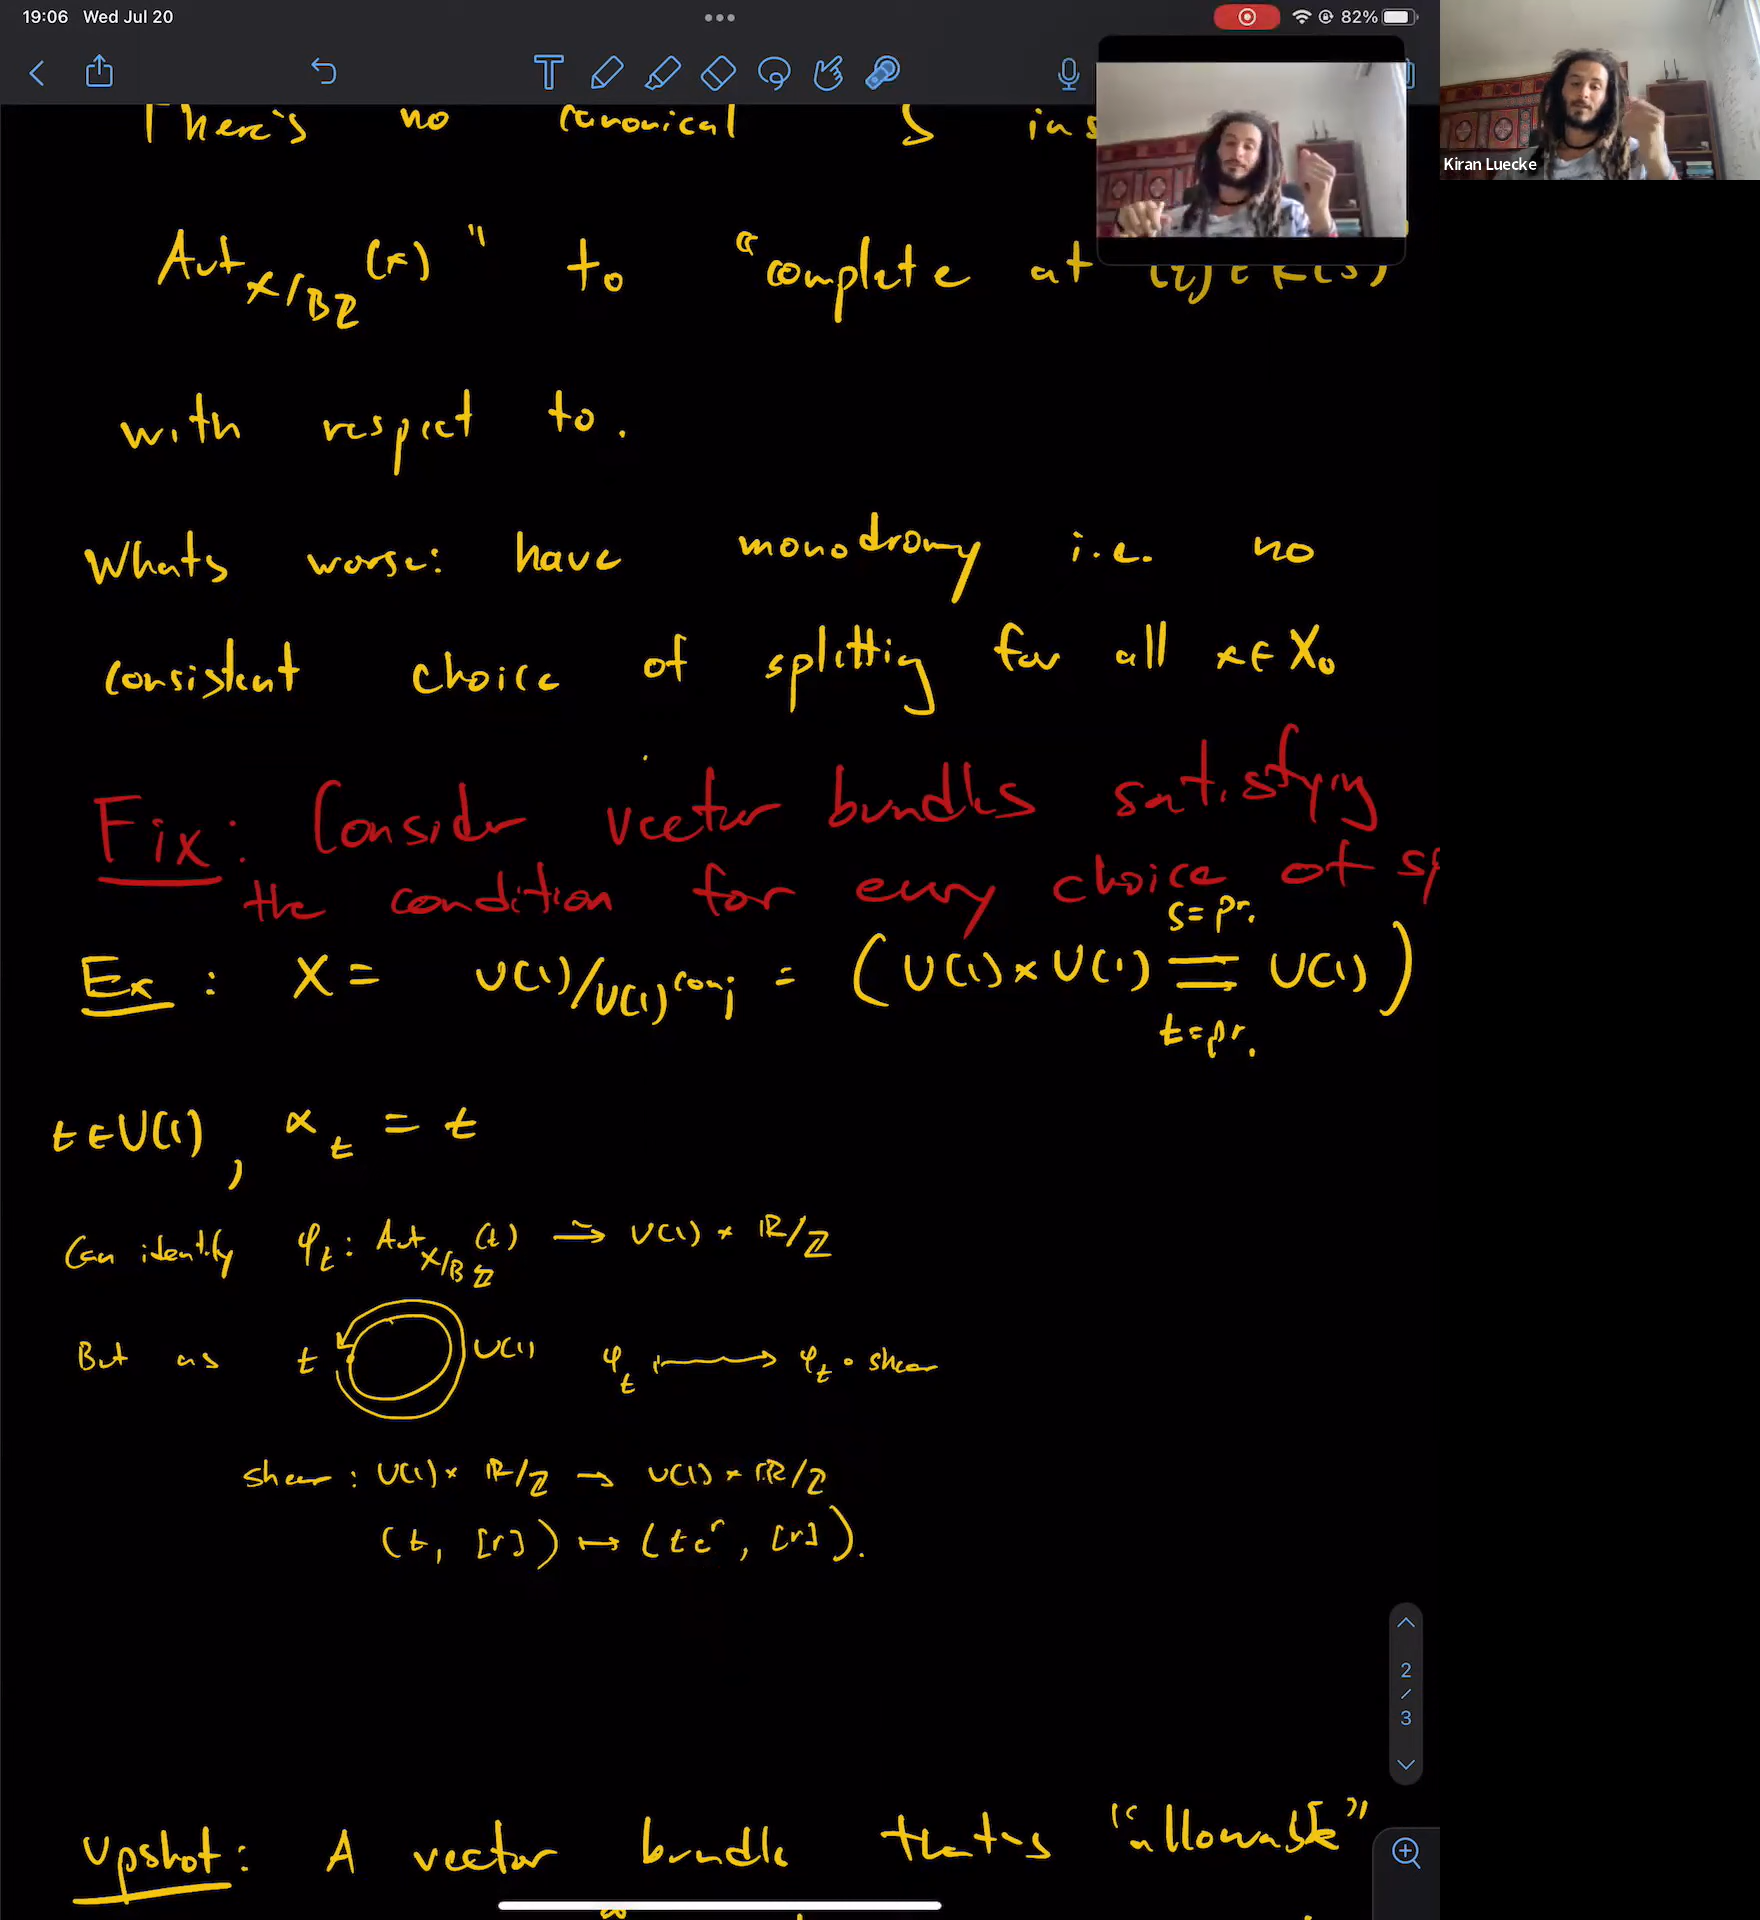 19:06 Wed Jul 20
82%
Kiran Luecke
There's no canonical S ins
Aut_{X/BZ}(x)" to "complete at (q) ∈ R(S)
with respect to.
Whats worse: have monodromy i.e. no
consistent choice of splitting for all x ∈ X₀
Fix: Consider vector bundles satisfying
the condition for every choice of sp
s = pr.
Ex: X = U(1)/U(1)^{conj} = (U(1) × U(1) ⇉ U(1))
t = pr.
t ∈ U(1), α_t = t
Can identify φ_t : Aut_{X/BZ}(t) → U(1) × ℝ/ℤ
But as t U(1) φ_t ↦ φ_t ∘ shear
shear : U(1) × ℝ/ℤ → U(1) × ℝ/ℤ
(t, [r]) ↦ (te^r, [r]).
2
/
3
Upshot: A vector bundle that's "allowable"